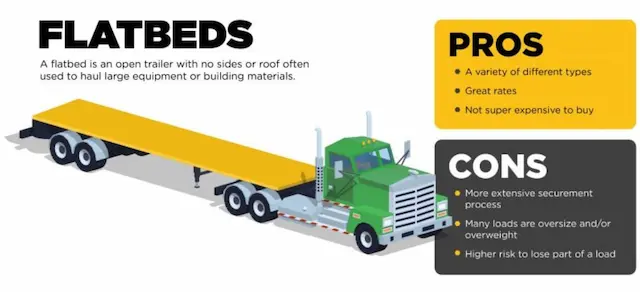 FLATBEDS
A flatbed is an open trailer with no sides or roof often
used to haul large equipment or building materials.
PROS
• A variety of different types
• Great rates
• Not super expensive to buy
CONS
• More extensive securement
process
• Many loads are oversize and/or
overweight
• Higher risk to lose part of a load